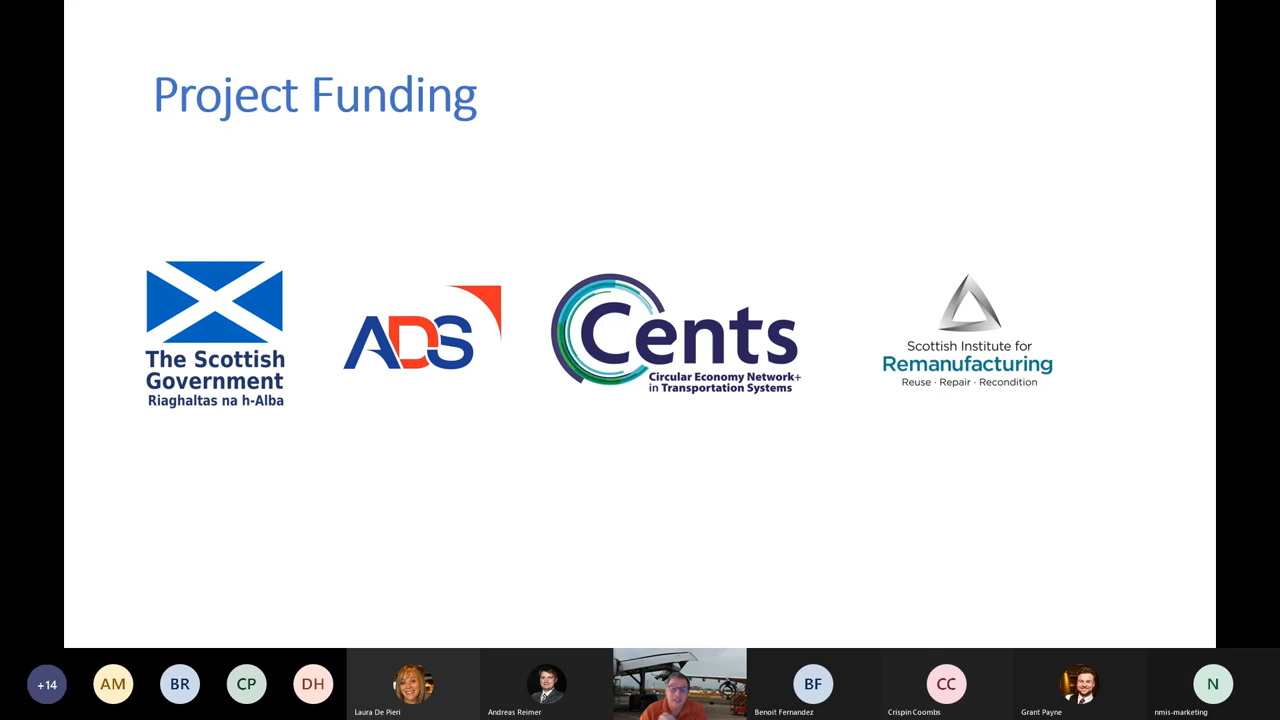 Project Funding
The Scottish
Government
Riaghaltas na h-Alba
ADS
Cents
Circular Economy Network+
in Transportation Systems
Scottish Institute for
Remanufacturing
Reuse · Repair · Recondition
+14
AM
BR
CP
DH
Laura De Pieri
Andreas Reimer
BF
Benoit Fernandez
CC
Crispin Coombs
Grant Payne
N
nmis-marketing